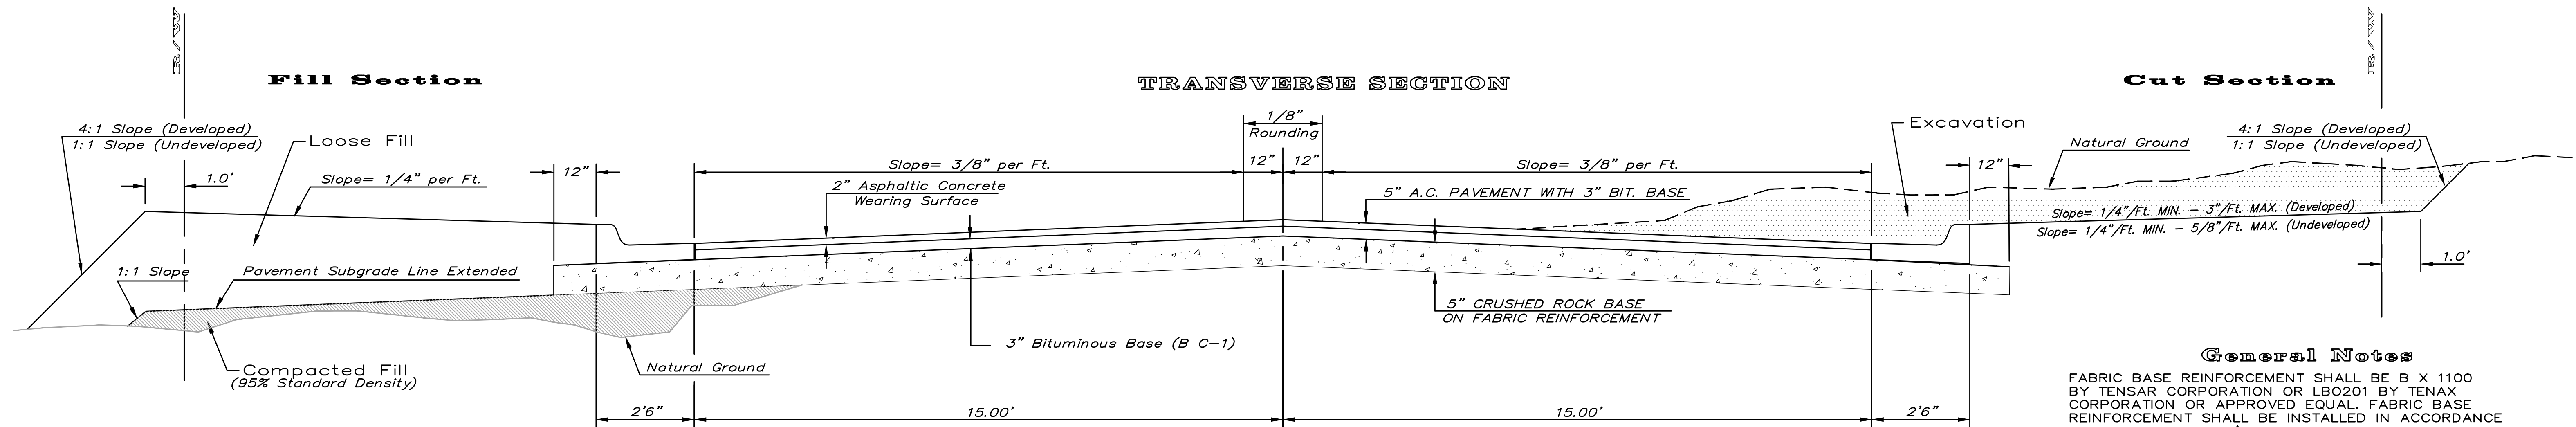 R/W
R/W
Fill Section
TRANSVERSE SECTION
Cut Section
4:1 Slope (Developed)
1:1 Slope (Undeveloped)
Loose Fill
1.0'
Slope= 1/4" per Ft.
12"
Slope= 3/8" per Ft.
1/8"
Rounding
12"
12"
Slope= 3/8" per Ft.
2" Asphaltic Concrete
Wearing Surface
5" A.C. PAVEMENT WITH 3" BIT. BASE
Excavation
Natural Ground
12"
4:1 Slope (Developed)
1:1 Slope (Undeveloped)
Slope= 1/4"/Ft. MIN. - 3"/Ft. MAX. (Developed)
Slope= 1/4"/Ft. MIN. - 5/8"/Ft. MAX. (Undeveloped)
1.0'
1:1 Slope
Pavement Subgrade Line Extended
5" CRUSHED ROCK BASE
ON FABRIC REINFORCEMENT
3" Bituminous Base (B C-1)
Natural Ground
Compacted Fill
(95% Standard Density)
2'6"
15.00'
15.00'
2'6"
General Notes
FABRIC BASE REINFORCEMENT SHALL BE B X 1100
BY TENSAR CORPORATION OR LBO201 BY TENAX
CORPORATION OR APPROVED EQUAL. FABRIC BASE
REINFORCEMENT SHALL BE INSTALLED IN ACCORDANCE